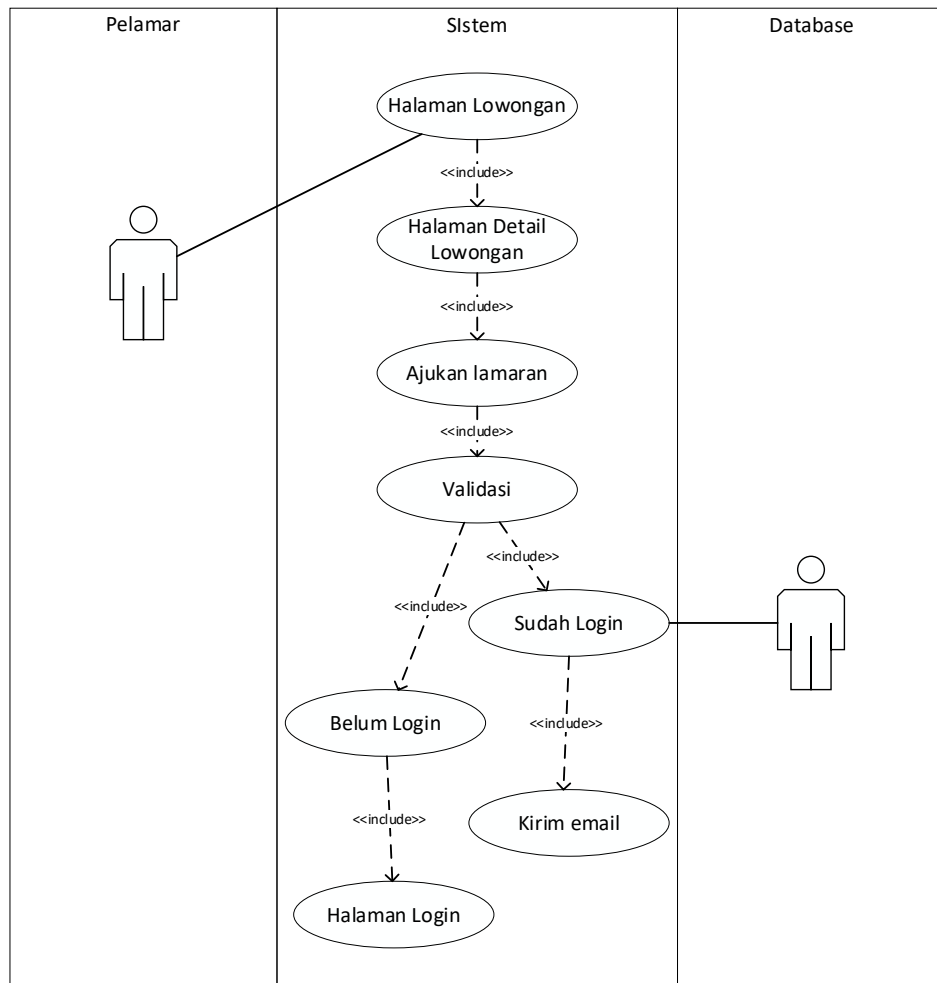 Pelamar
SIstem
Database
Halaman Lowongan
<<include>>
Halaman Detail
Lowongan
<<include>>
Ajukan lamaran
<<include>>
Validasi
<<include>>
<<include>>
Sudah Login
Belum Login
<<include>>
<<include>>
Kirim email
Halaman Login